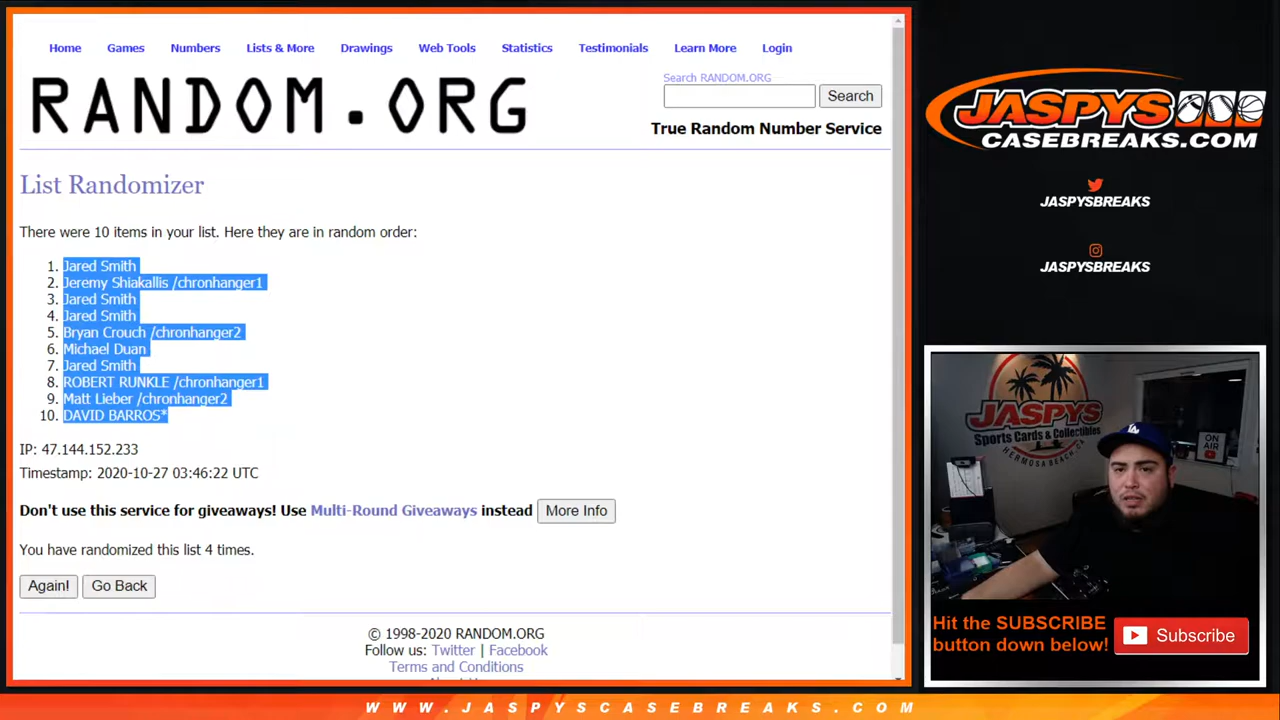 Home Games Numbers Lists & More Drawings Web Tools Statistics Testimonials Learn More Login
RANDOM.ORG
Search RANDOM.ORG
Search
True Random Number Service
List Randomizer
There were 10 items in your list. Here they are in random order:
1. Jared Smith
2. Jeremy Shiakallis /chronhanger1
3. Jared Smith
4. Jared Smith
5. Bryan Crouch /chronhanger2
6. Michael Duan
7. Jared Smith
8. ROBERT RUNKLE /chronhanger1
9. Matt Lieber /chronhanger2
10. DAVID BARROS*
IP: 47.144.152.233
Timestamp: 2020-10-27 03:46:22 UTC
Don't use this service for giveaways! Use Multi-Round Giveaways instead More Info
You have randomized this list 4 times.
Again! Go Back
© 1998-2020 RANDOM.ORG
Follow us: Twitter | Facebook
Terms and Conditions
JASPYS
CASEBREAKS.COM
JASPYSBREAKS
JASPYSBREAKS
JASPYS
Sports Cards & Collectibles
HERMOSA BEACH, CA
LA
ON AIR
Hit the SUBSCRIBE
button down below!
Subscribe
WWW.JASPYSCASEBREAKS.COM